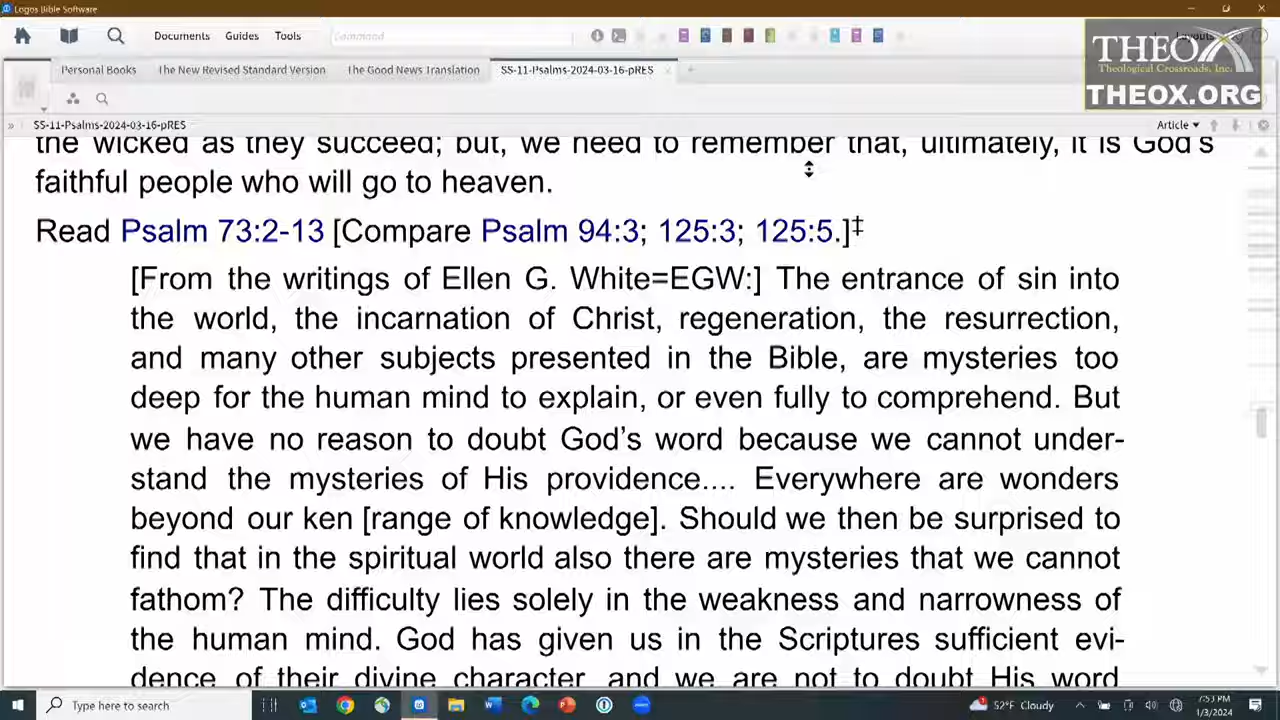 Logos Bible Software
Documents Guides Tools Command
THEOX
Theological Crossroads, Inc.
THEOX.ORG
Personal Books The New Revised Standard Version The Good News Translation SS-11-Psalms-2024-03-16-pRES
SS-11-Psalms-2024-03-16-pRES Article
the wicked as they succeed; but, we need to remember that, ultimately, it is God's
faithful people who will go to heaven.
Read Psalm 73:2-13 [Compare Psalm 94:3; 125:3; 125:5.]‡
[From the writings of Ellen G. White=EGW:] The entrance of sin into
the world, the incarnation of Christ, regeneration, the resurrection,
and many other subjects presented in the Bible, are mysteries too
deep for the human mind to explain, or even fully to comprehend. But
we have no reason to doubt God's word because we cannot under-
stand the mysteries of His providence.... Everywhere are wonders
beyond our ken [range of knowledge]. Should we then be surprised to
find that in the spiritual world also there are mysteries that we cannot
fathom? The difficulty lies solely in the weakness and narrowness of
the human mind. God has given us in the Scriptures sufficient evi-
dence of their divine character, and we are not to doubt His word
Type here to search
52°F Cloudy
7:53 PM
1/3/2024